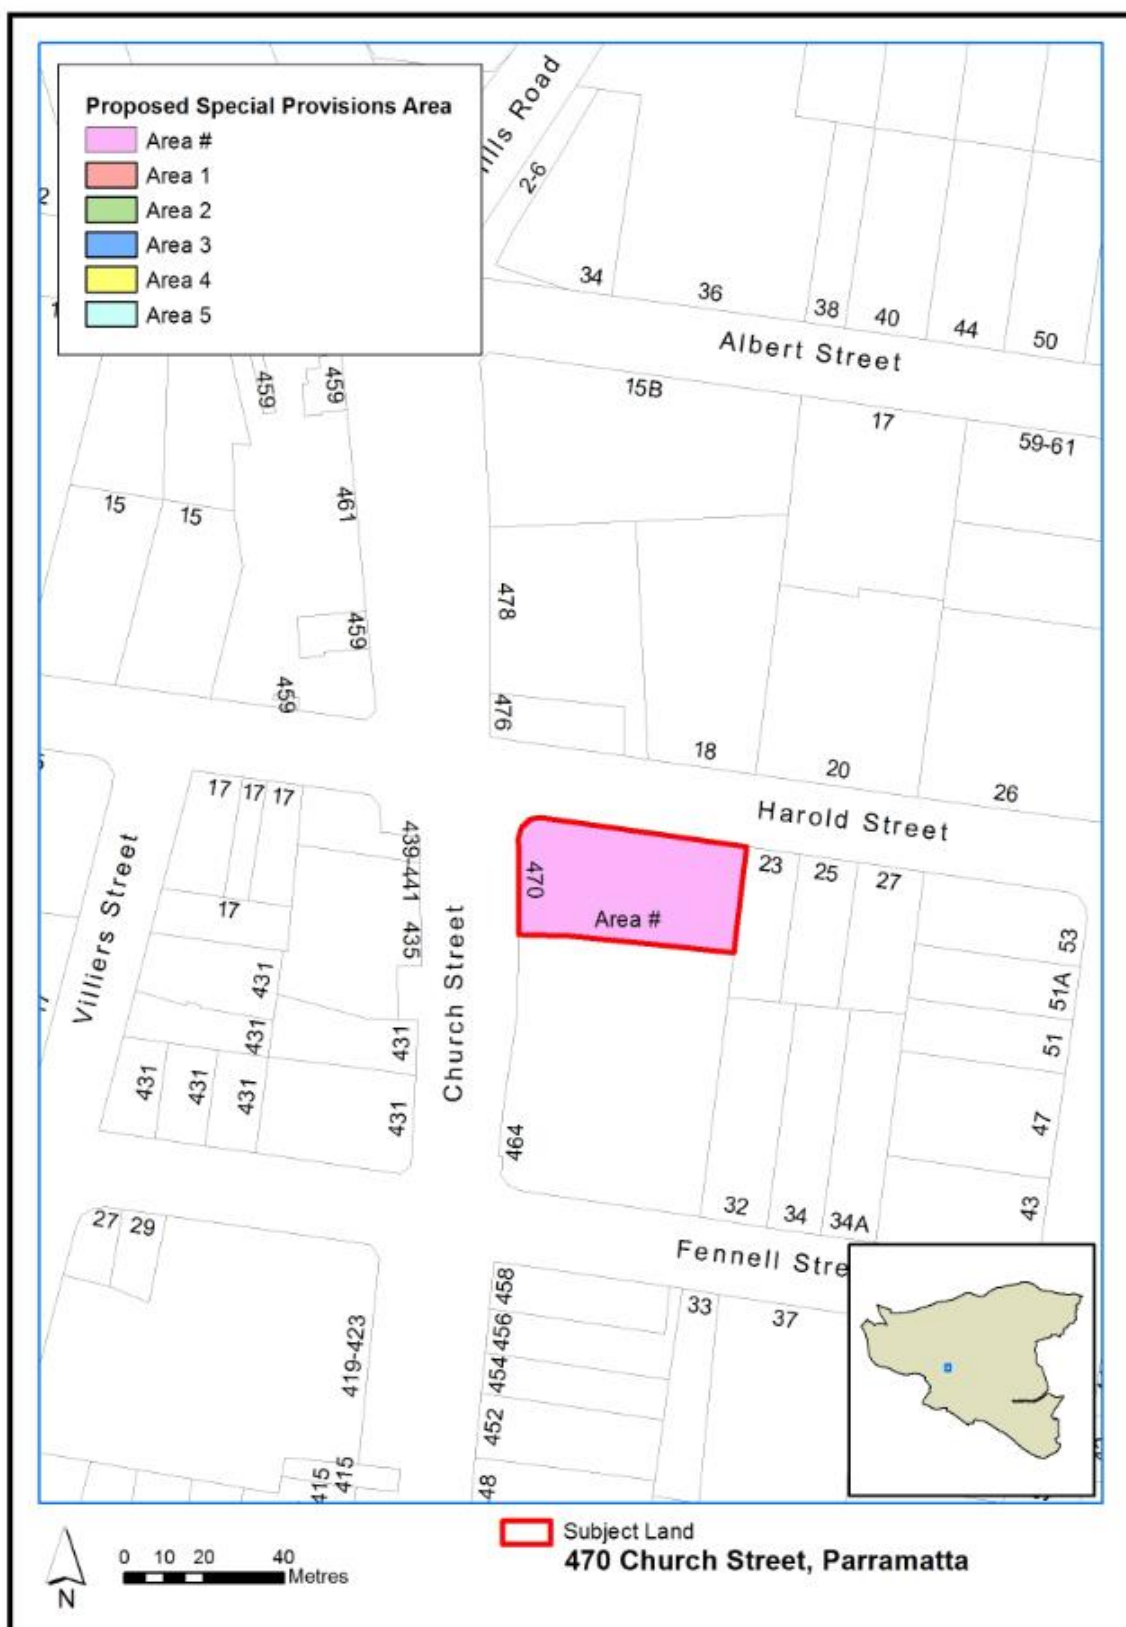 Proposed Special Provisions Area
Area #
Area 1
Area 2
Area 3
Area 4
Area 5
2-6
34
36
38
40
44
50
Albert Street
15B
17
59-61
459
459
461
15
15
478
459
459
476
18
20
26
Harold Street
17
17
17
439-441
470
23
25
27
Area #
17
435
53
Villiers Street
Church Street
431
51A
431
431
51
431
431
431
431
464
47
32
34
34A
43
27
29
Fennell Stre
458
33
37
456
419-423
454
452
415
415
48
Subject Land
470 Church Street, Parramatta
0 10 20 40
Metres
N